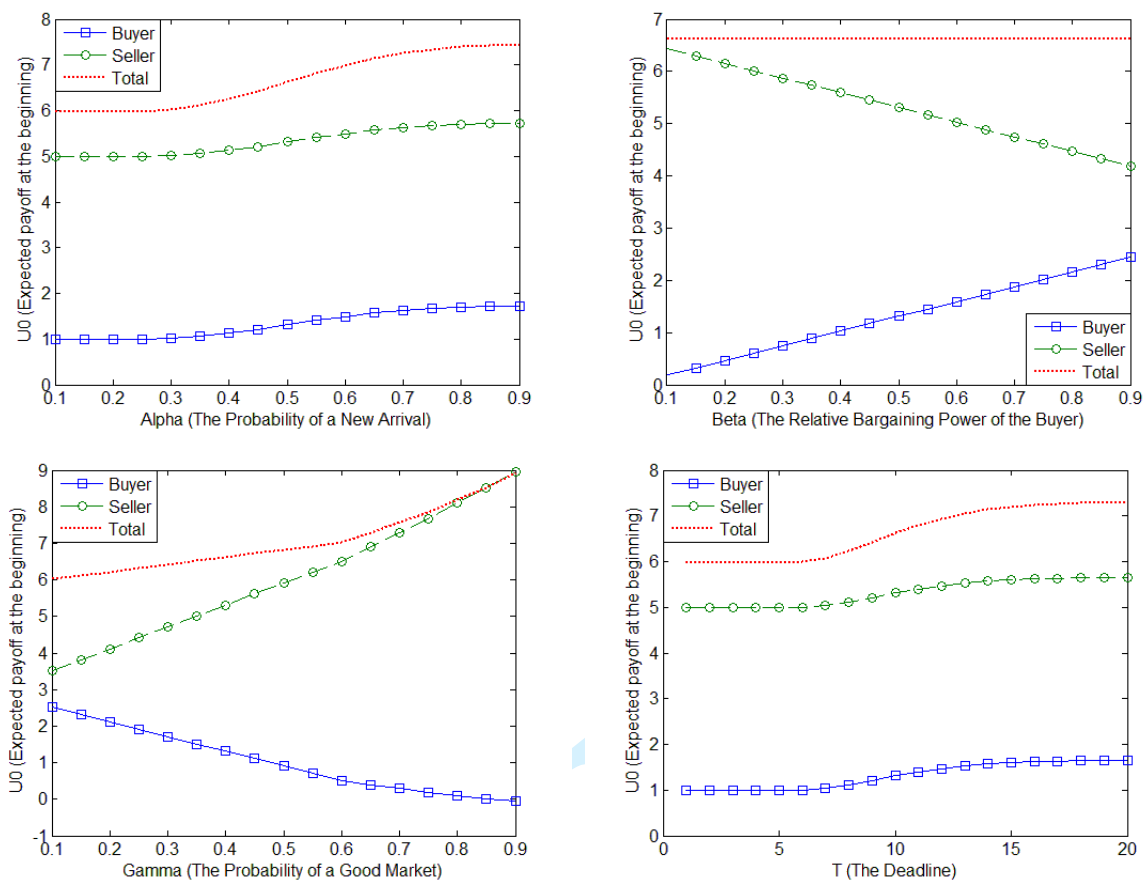 8
7
6
5
4
3
2
1
0
U0 (Expected payoff at the beginning)
Buyer
Seller
Total
0.1 0.2 0.3 0.4 0.5 0.6 0.7 0.8 0.9
Alpha (The Probability of a New Arrival)
7
6
5
4
3
2
1
0
U0 (Expected payoff at the beginning)
Buyer
Seller
Total
0.1 0.2 0.3 0.4 0.5 0.6 0.7 0.8 0.9
Beta (The Relative Bargaining Power of the Buyer)
9
8
7
6
5
4
3
2
1
0
-1
U0 (Expected payoff at the beginning)
Buyer
Seller
Total
0.1 0.2 0.3 0.4 0.5 0.6 0.7 0.8 0.9
Gamma (The Probability of a Good Market)
8
7
6
5
4
3
2
1
0
U0 (Expected payoff at the beginning)
Buyer
Seller
Total
0 5 10 15 20
T (The Deadline)